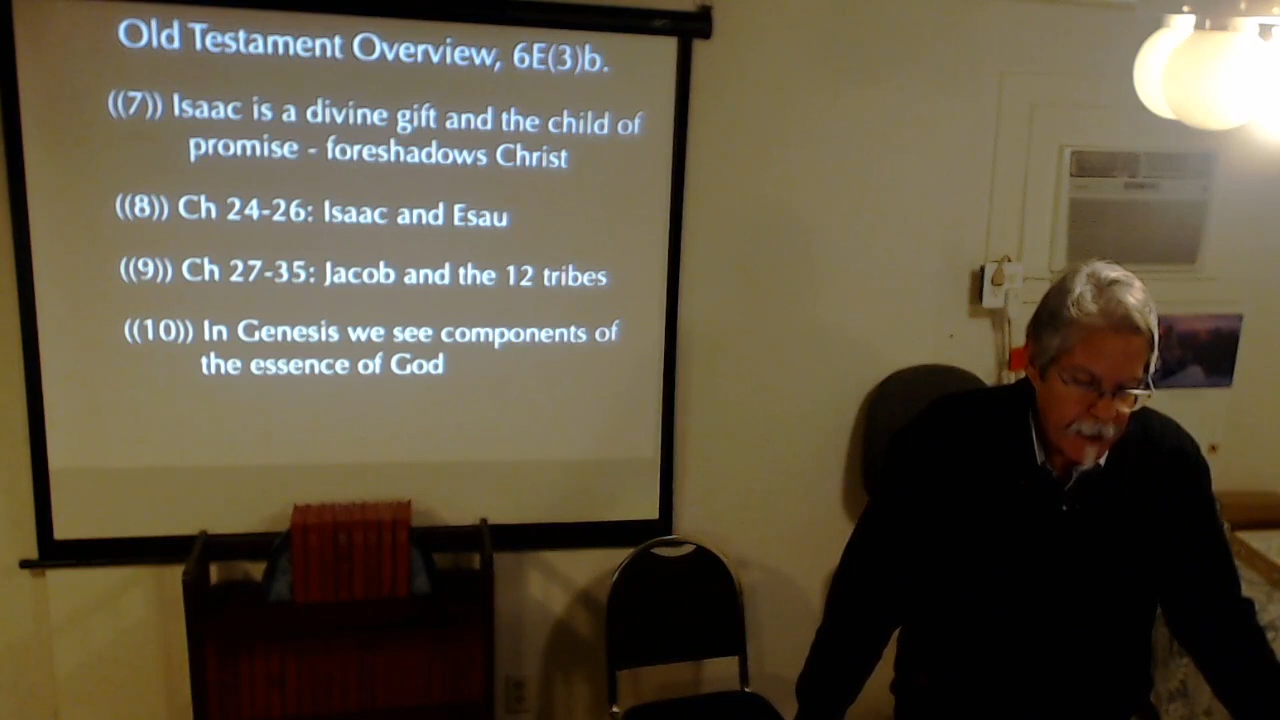 Old Testament Overview, 6E(3)b.
((7)) Isaac is a divine gift and the child of
promise - foreshadows Christ
((8)) Ch 24-26: Isaac and Esau
((9)) Ch 27-35: Jacob and the 12 tribes
((10)) In Genesis we see components of
the essence of God